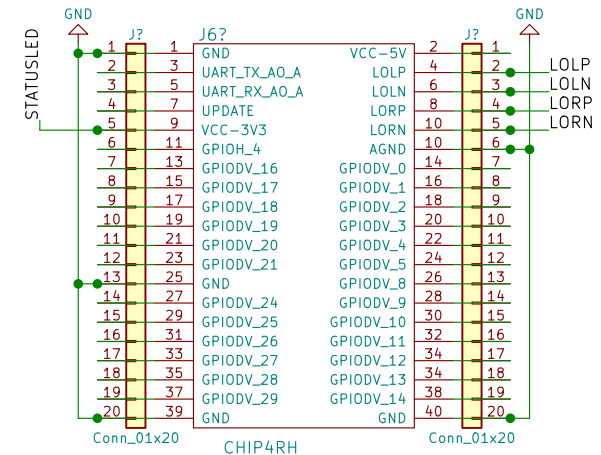 GND GND
STATUSLED
J? J6? J?
1 1 GND VCC-5V 2 1
2 3 UART_TX_AO_A LOLP 4 2 LOLP
3 5 UART_RX_AO_A LOLN 6 3 LOLN
4 7 UPDATE LORP 8 4 LORP
5 9 VCC-3V3 LORN 10 5 LORN
6 11 GPIOH_4 AGND 10 6
7 13 GPIODV_16 GPIODV_0 14 7
8 15 GPIODV_17 GPIODV_1 16 8
9 17 GPIODV_18 GPIODV_2 18 9
10 19 GPIODV_19 GPIODV_3 20 10
11 21 GPIODV_20 GPIODV_4 22 11
12 23 GPIODV_21 GPIODV_5 24 12
13 25 GND GPIODV_8 26 13
14 27 GPIODV_24 GPIODV_9 28 14
15 29 GPIODV_25 GPIODV_10 30 15
16 31 GPIODV_26 GPIODV_11 32 16
17 33 GPIODV_27 GPIODV_12 34 17
18 35 GPIODV_28 GPIODV_13 34 18
19 37 GPIODV_29 GPIODV_14 38 19
20 39 GND GND 40 20
Conn_01x20 CHIP4RH Conn_01x20